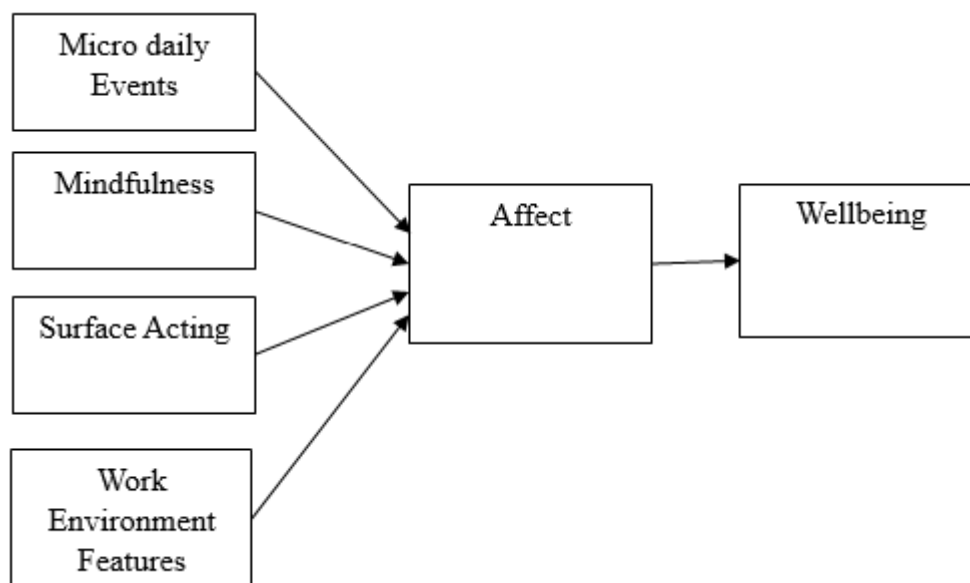 Micro daily
Events
Mindfulness
Surface Acting
Work
Environment
Features
Affect
Wellbeing